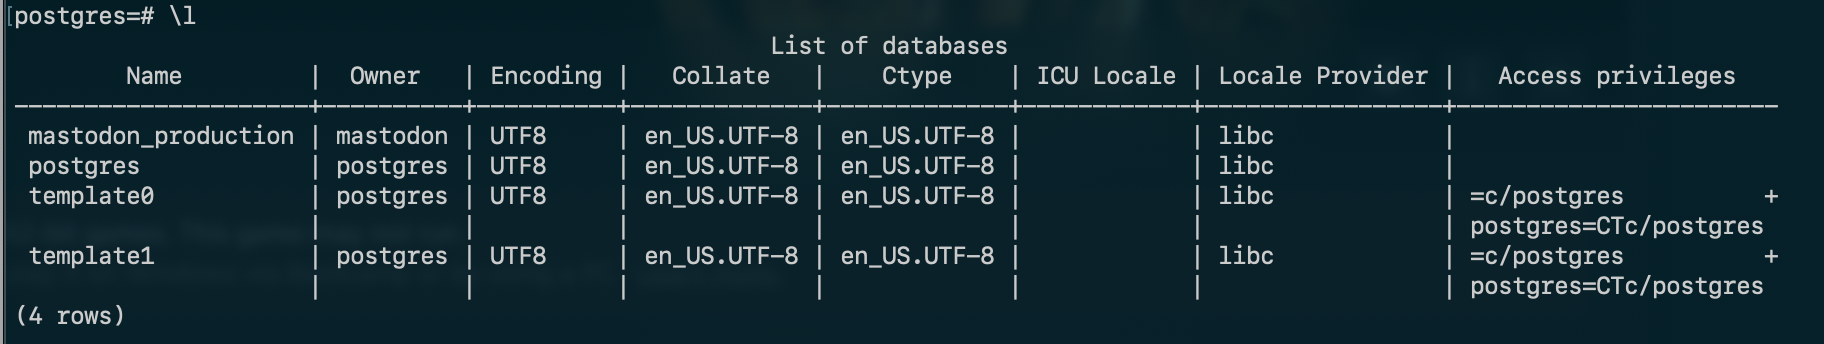 postgres=# \l
                                                      List of databases
        Name         |  Owner   | Encoding |   Collate   |    Ctype    | ICU Locale | Locale Provider |   Access privileges
---------------------+----------+----------+-------------+-------------+------------+-----------------+-----------------------
 mastodon_production | mastodon | UTF8     | en_US.UTF-8 | en_US.UTF-8 |            | libc            |
 postgres            | postgres | UTF8     | en_US.UTF-8 | en_US.UTF-8 |            | libc            |
 template0           | postgres | UTF8     | en_US.UTF-8 | en_US.UTF-8 |            | libc            | =c/postgres          +
                     |          |          |             |             |            |                 | postgres=CTc/postgres
 template1           | postgres | UTF8     | en_US.UTF-8 | en_US.UTF-8 |            | libc            | =c/postgres          +
                     |          |          |             |             |            |                 | postgres=CTc/postgres
(4 rows)